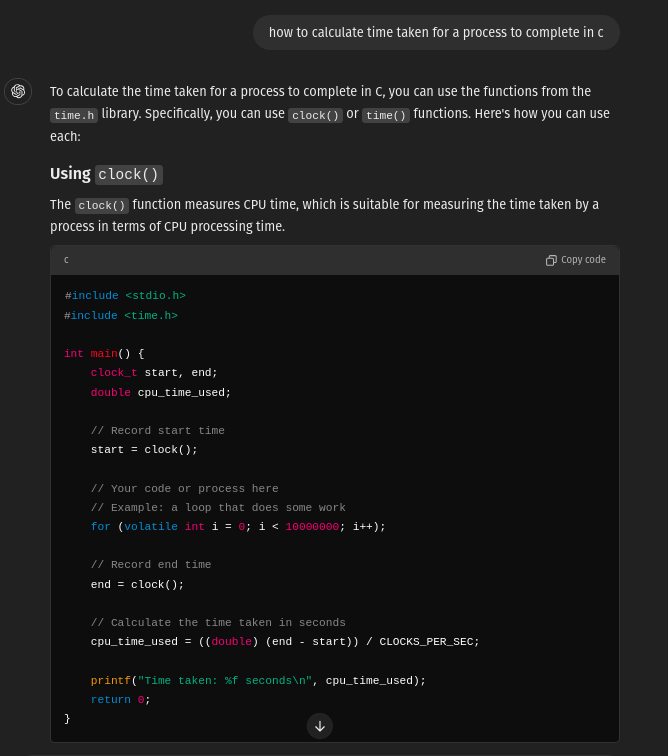 how to calculate time taken for a process to complete in c
To calculate the time taken for a process to complete in C, you can use the functions from the
time.h library. Specifically, you can use clock() or time() functions. Here's how you can use
each:
Using clock()
The clock() function measures CPU time, which is suitable for measuring the time taken by a
process in terms of CPU processing time.
c Copy code
#include <stdio.h>
#include <time.h>
int main() {
    clock_t start, end;
    double cpu_time_used;
    // Record start time
    start = clock();
    // Your code or process here
    // Example: a loop that does some work
    for (volatile int i = 0; i < 10000000; i++);
    // Record end time
    end = clock();
    // Calculate the time taken in seconds
    cpu_time_used = ((double) (end - start)) / CLOCKS_PER_SEC;
    printf("Time taken: %f seconds\n", cpu_time_used);
    return 0;
}